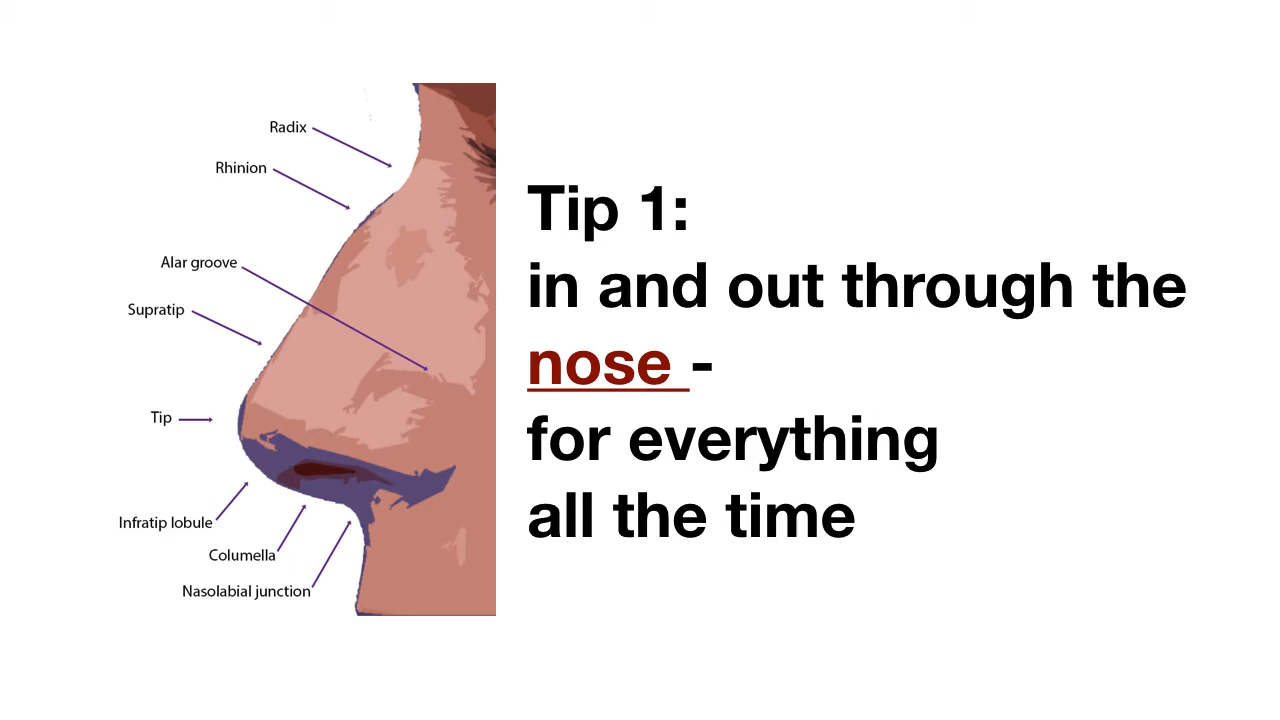 Radix
Rhinion
Alar groove
Supratip
Tip
Infratip lobule
Columella
Nasolabial junction
Tip 1:
in and out through the
nose -
for everything
all the time